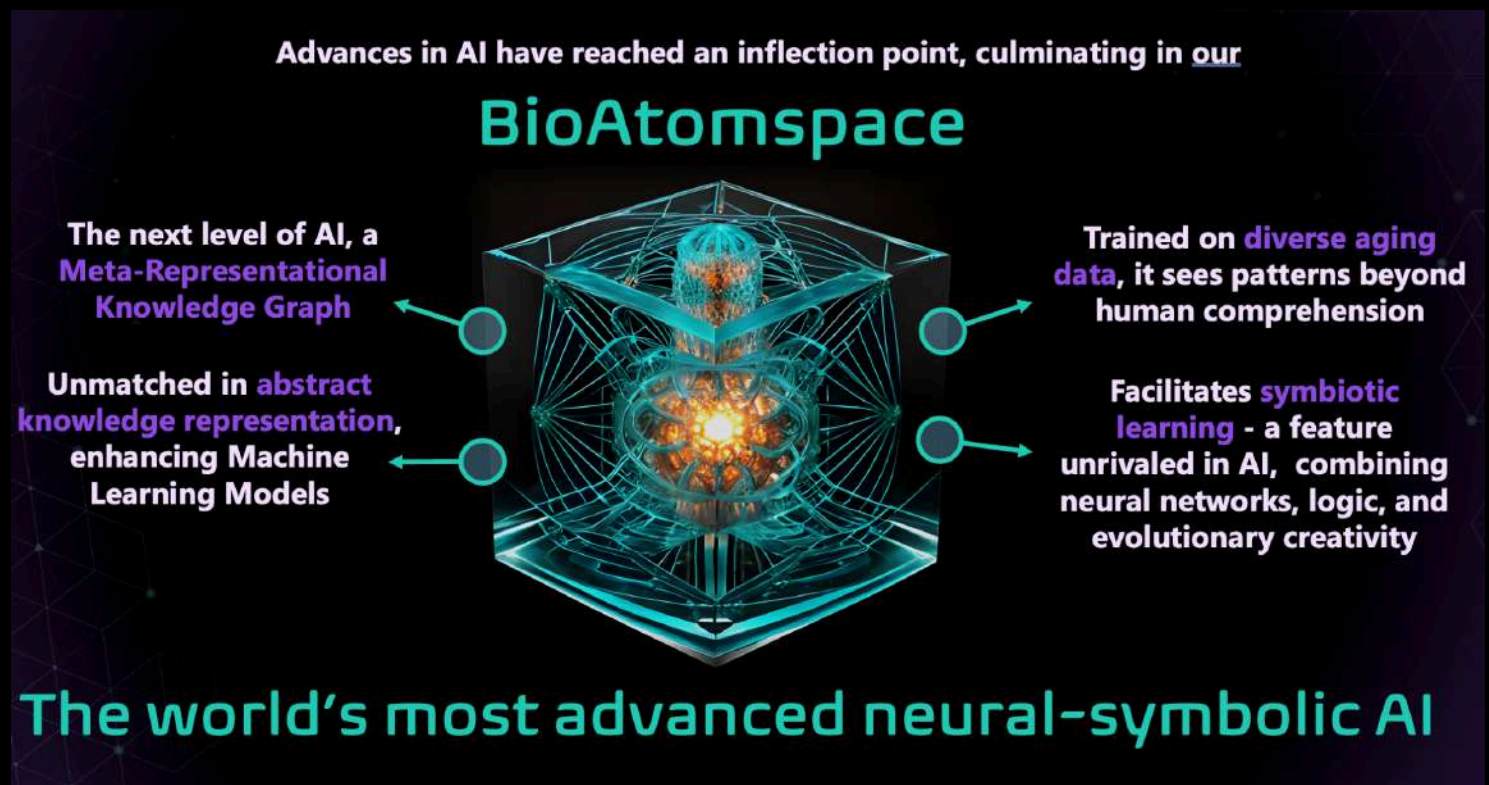 Advances in AI have reached an inflection point, culminating in our
BioAtomspace
The next level of AI, a
Meta-Representational
Knowledge Graph
Unmatched in abstract
knowledge representation,
enhancing Machine
Learning Models
Trained on diverse aging
data, it sees patterns beyond
human comprehension
Facilitates symbiotic
learning - a feature
unrivaled in AI, combining
neural networks, logic, and
evolutionary creativity
The world's most advanced neural-symbolic AI